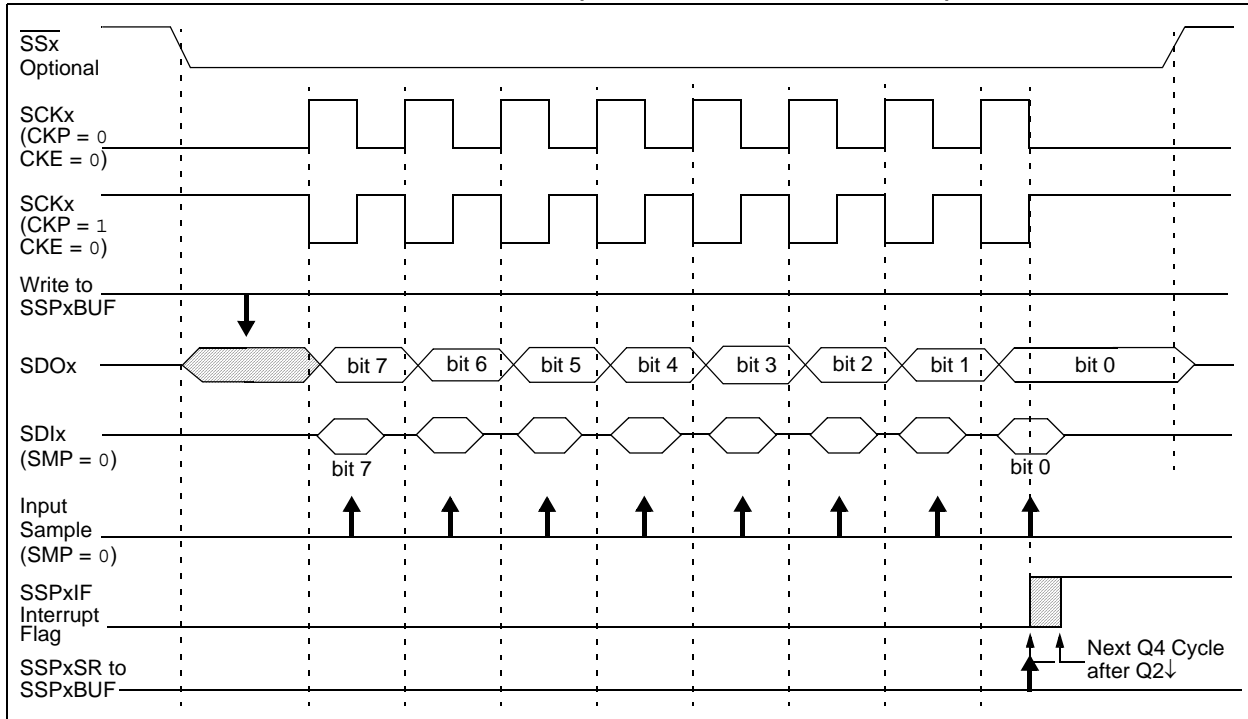 SSx
Optional
SCKx
(CKP = 0
CKE = 0)
SCKx
(CKP = 1
CKE = 0)
Write to
SSPxBUF
SDOx
bit 7
bit 6
bit 5
bit 4
bit 3
bit 2
bit 1
bit 0
SDIx
(SMP = 0)
bit 7
bit 0
Input
Sample
(SMP = 0)
SSPxIF
Interrupt
Flag
Next Q4 Cycle
after Q2↓
SSPxSR to
SSPxBUF